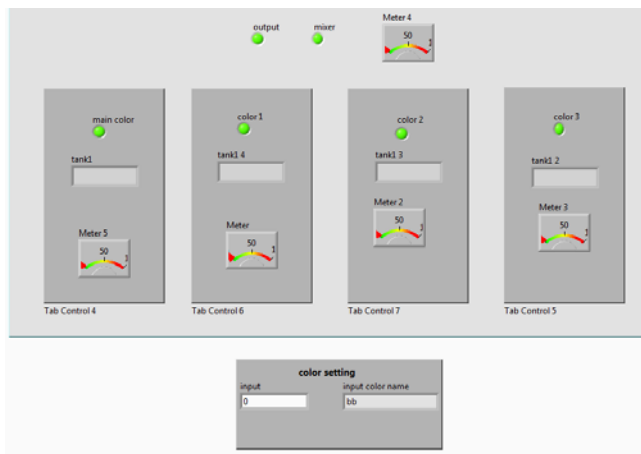 output mixer Meter 4
50 1
main color color 1 color 2 color 3
tank1 tank1 4 tank1 3 tank1 2
Meter 5 Meter Meter 2 Meter 3
50 50 50 50
1 1 1 1
Tab Control 4 Tab Control 6 Tab Control 7 Tab Control 5
color setting
input input color name
0 bb